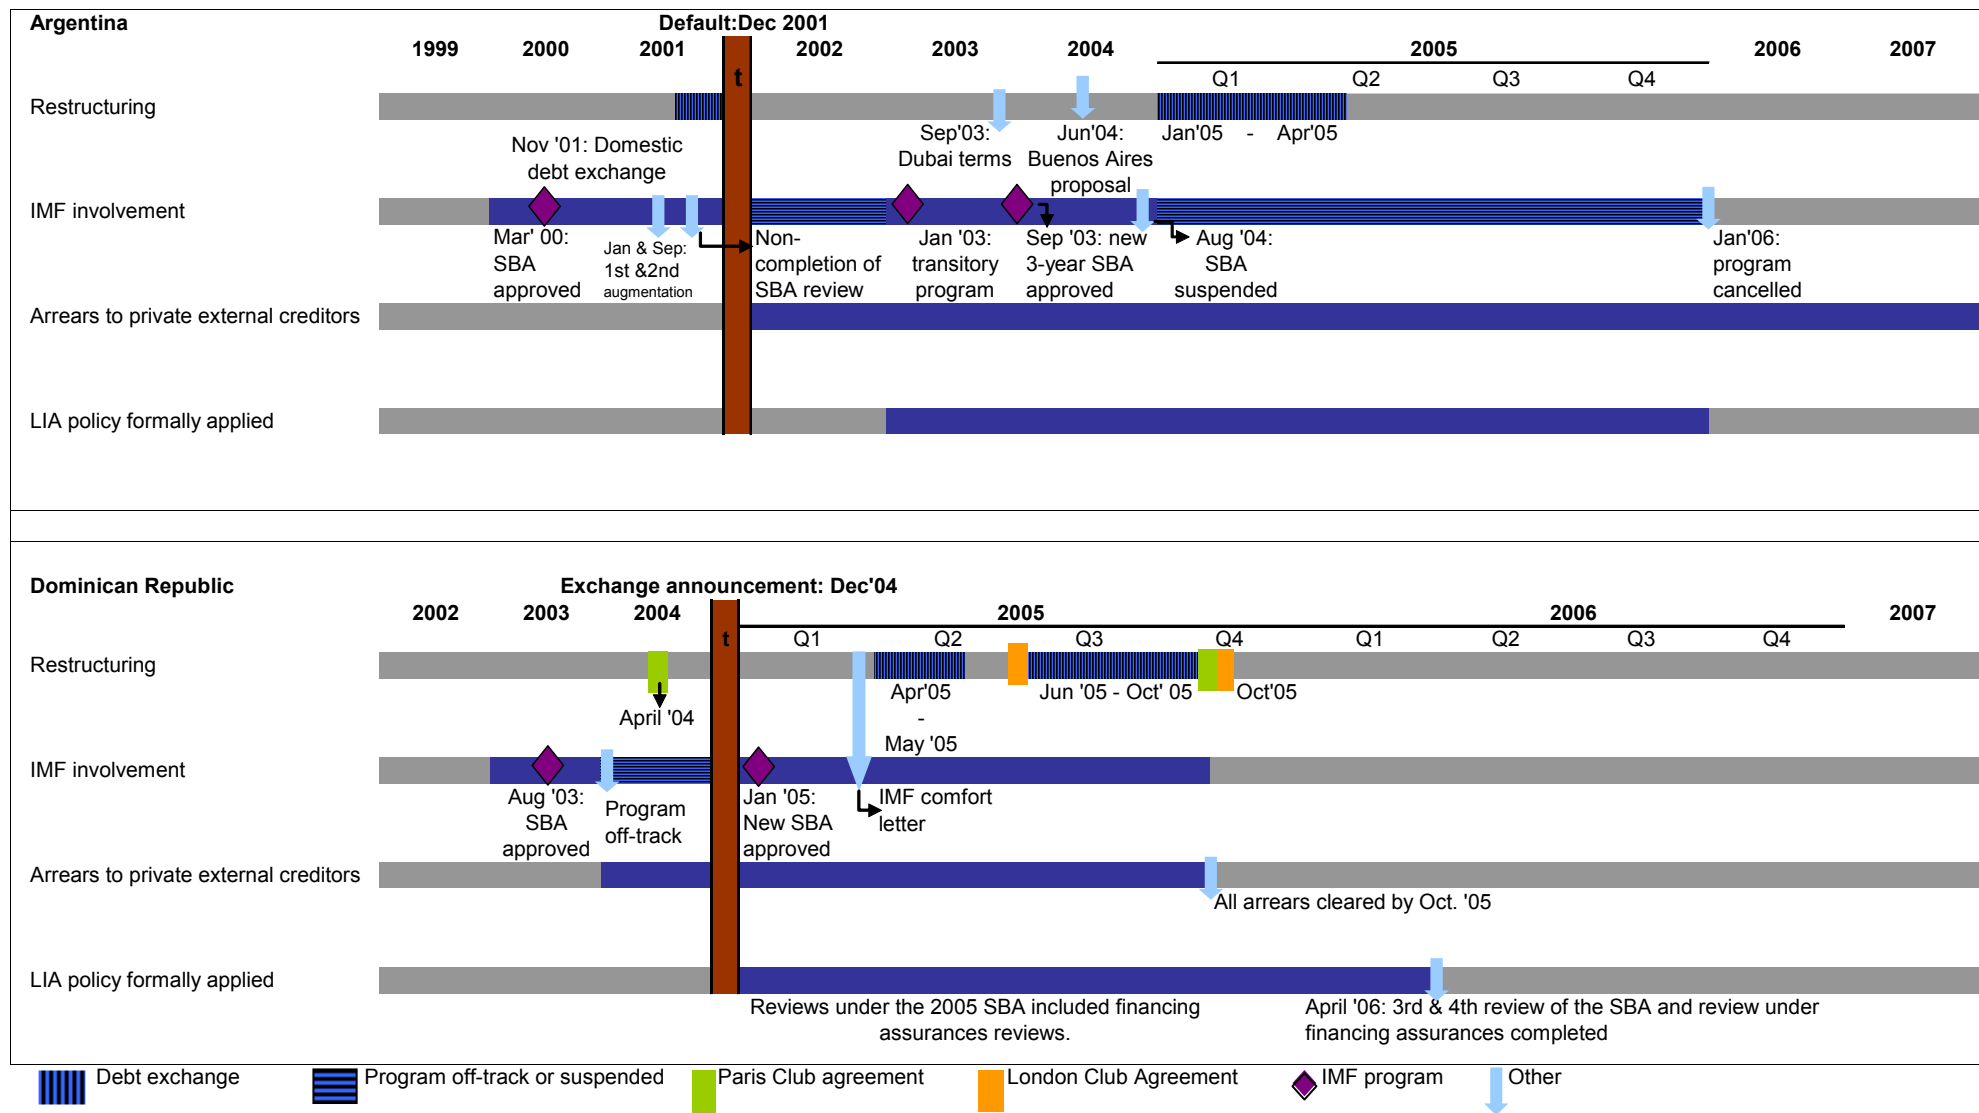 Argentina
Default:Dec 2001
1999 2000 2001 2002 2003 2004 2005 2006 2007
t
Q1 Q2 Q3 Q4
Restructuring
Nov '01: Domestic
debt exchange
Sep'03:
Dubai terms
Jun'04:
Buenos Aires
proposal
Jan'05 - Apr'05
IMF involvement
Mar' 00:
SBA
approved
Jan & Sep:
1st &2nd
augmentation
Non-
completion of
SBA review
Jan '03:
transitory
program
Sep '03: new
3-year SBA
approved
Aug '04:
SBA
suspended
Jan'06:
program
cancelled
Arrears to private external creditors
LIA policy formally applied
Dominican Republic
Exchange announcement: Dec'04
2002 2003 2004 2005 2006 2007
t
Q1 Q2 Q3 Q4 Q1 Q2 Q3 Q4
Restructuring
April '04
Apr'05
-
May '05
Jun '05 - Oct' 05
Oct'05
IMF involvement
Aug '03:
SBA
approved
Program
off-track
Jan '05:
New SBA
approved
IMF comfort
letter
Arrears to private external creditors
All arrears cleared by Oct. '05
LIA policy formally applied
Reviews under the 2005 SBA included financing
assurances reviews.
April '06: 3rd & 4th review of the SBA and review under
financing assurances completed
Debt exchange
Program off-track or suspended
Paris Club agreement
London Club Agreement
IMF program
Other